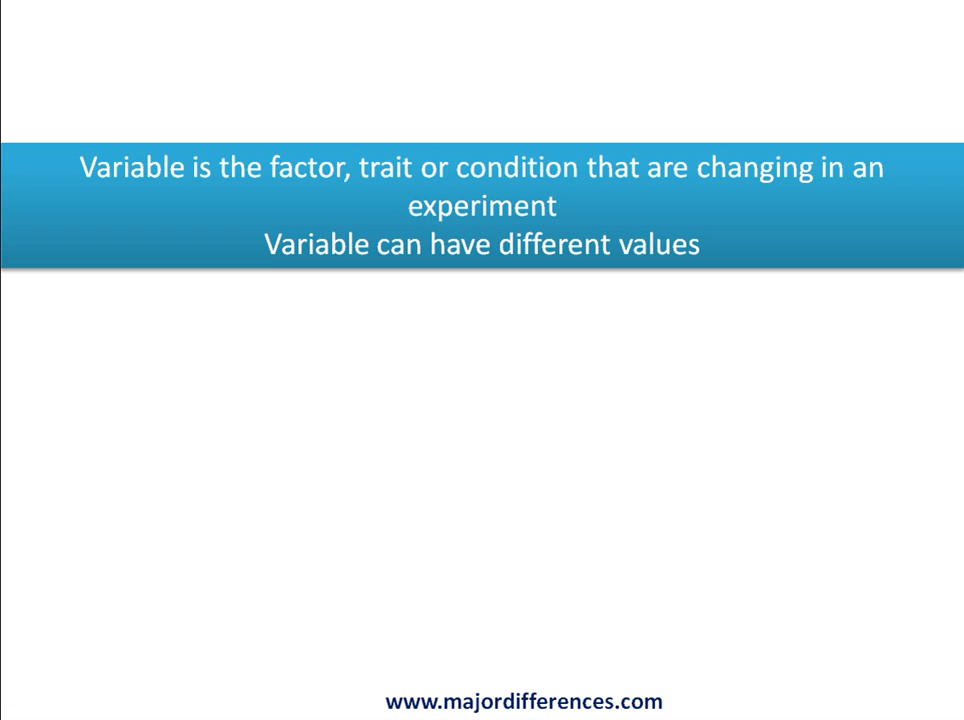 Variable is the factor, trait or condition that are changing in an
experiment
Variable can have different values
www.majordifferences.com